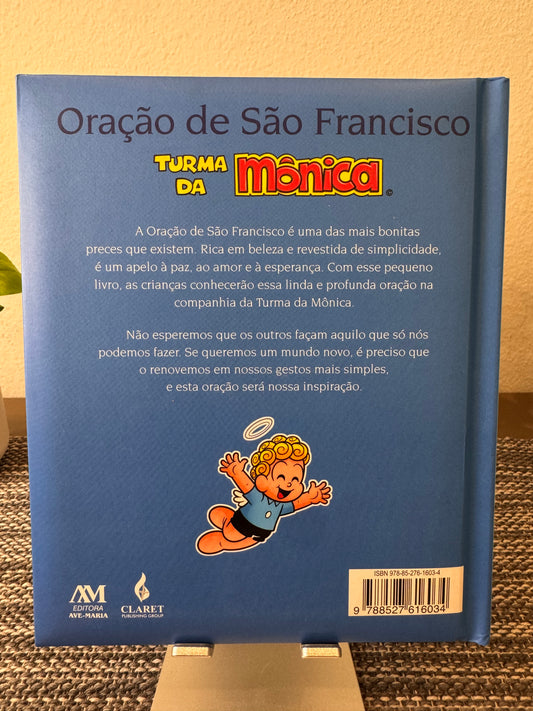 Oração de São Francisco
TURMA DA MÔNICA ©
A Oração de São Francisco é uma das mais bonitas
preces que existem. Rica em beleza e revestida de simplicidade,
é um apelo à paz, ao amor e à esperança. Com esse pequeno
livro, as crianças conhecerão essa linda e profunda oração na
companhia da Turma da Mônica.
Não esperemos que os outros façam aquilo que só nós
podemos fazer. Se queremos um mundo novo, é preciso que
o renovemos em nossos gestos mais simples,
e esta oração será nossa inspiração.
ISBN 978-85-276-1603-4
9 788527 616034
AM
EDITORA
AVE-MARIA
CLARET
PUBLISHING GROUP